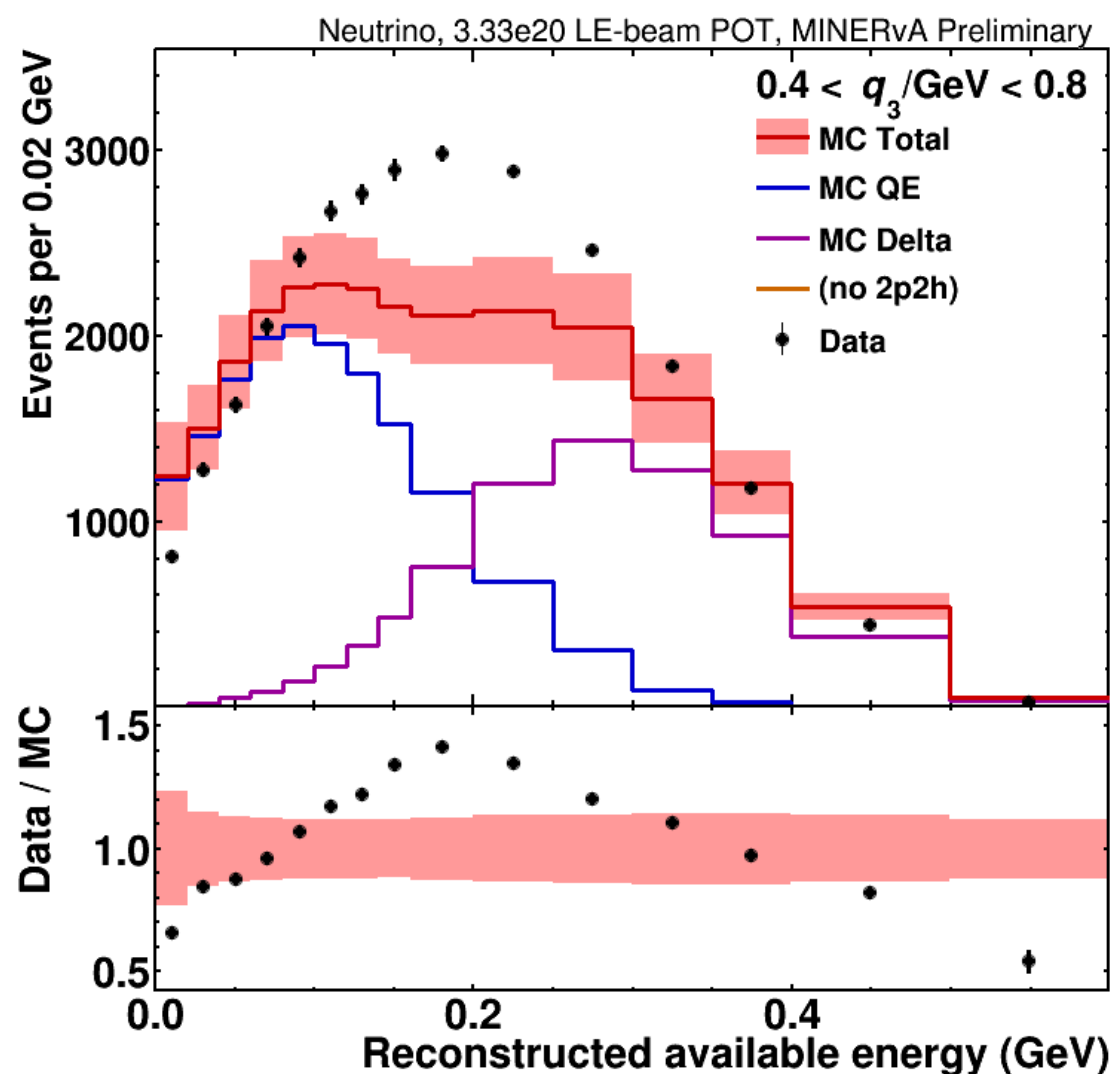 Neutrino, 3.33e20 LE-beam POT, MINERvA Preliminary
Events per 0.02 GeV
3000
2000
1000
0.4 < q3/GeV < 0.8
MC Total
MC QE
MC Delta
(no 2p2h)
Data
Data / MC
1.5
1.0
0.5
0.0 0.2 0.4
Reconstructed available energy (GeV)